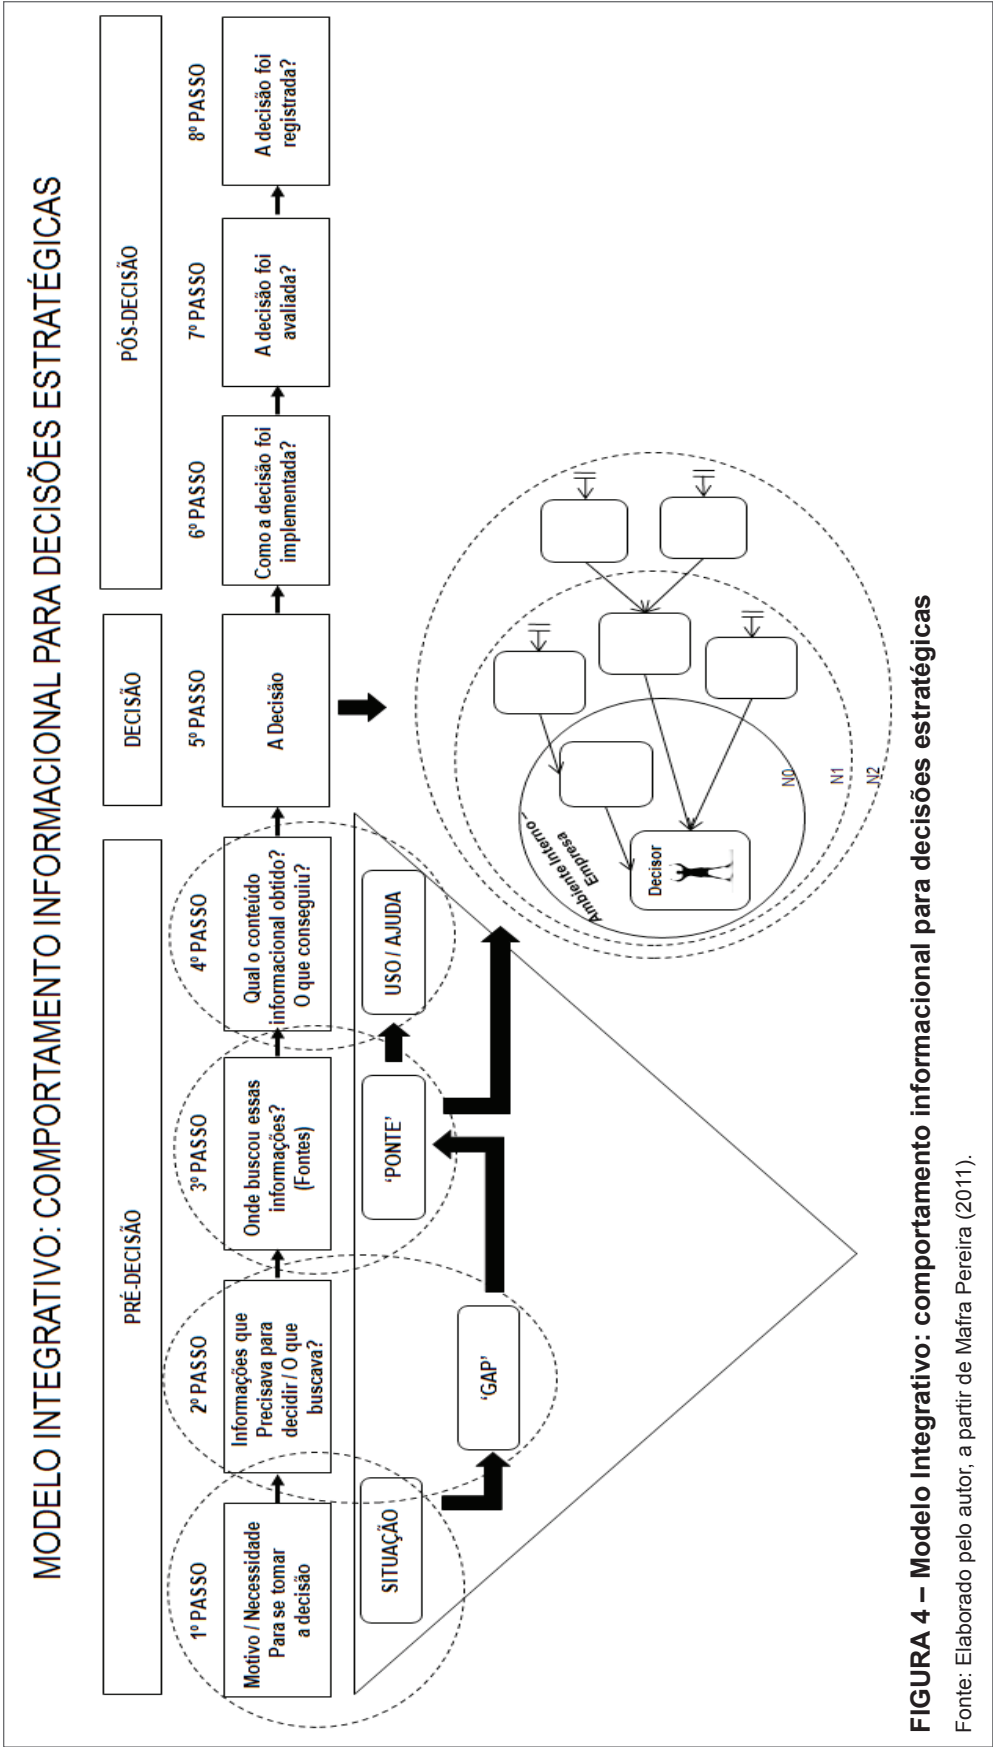 MODELO INTEGRATIVO: COMPORTAMENTO INFORMACIONAL PARA DECISÕES ESTRATÉGICAS
PRÉ-DECISÃO
DECISÃO
PÓS-DECISÃO
1º PASSO
2º PASSO
3º PASSO
4º PASSO
5º PASSO
6º PASSO
7º PASSO
8º PASSO
Motivo / Necessidade
Para se tomar
a decisão
Informações que
Precisava para
decidir / O que
buscava?
Onde buscou essas
informações?
(Fontes)
Qual o conteúdo
informacional obtido?
O que conseguiu?
A Decisão
Como a decisão foi
implementada?
A decisão foi
avaliada?
A decisão foi
registrada?
SITUAÇÃO
'GAP'
'PONTE'
USO / AJUDA
Ambiente Interno_
Empresa
Decisor
N0
N1
N2
FIGURA 4 – Modelo Integrativo: comportamento informacional para decisões estratégicas
Fonte: Elaborado pelo autor, a partir de Mafra Pereira (2011).